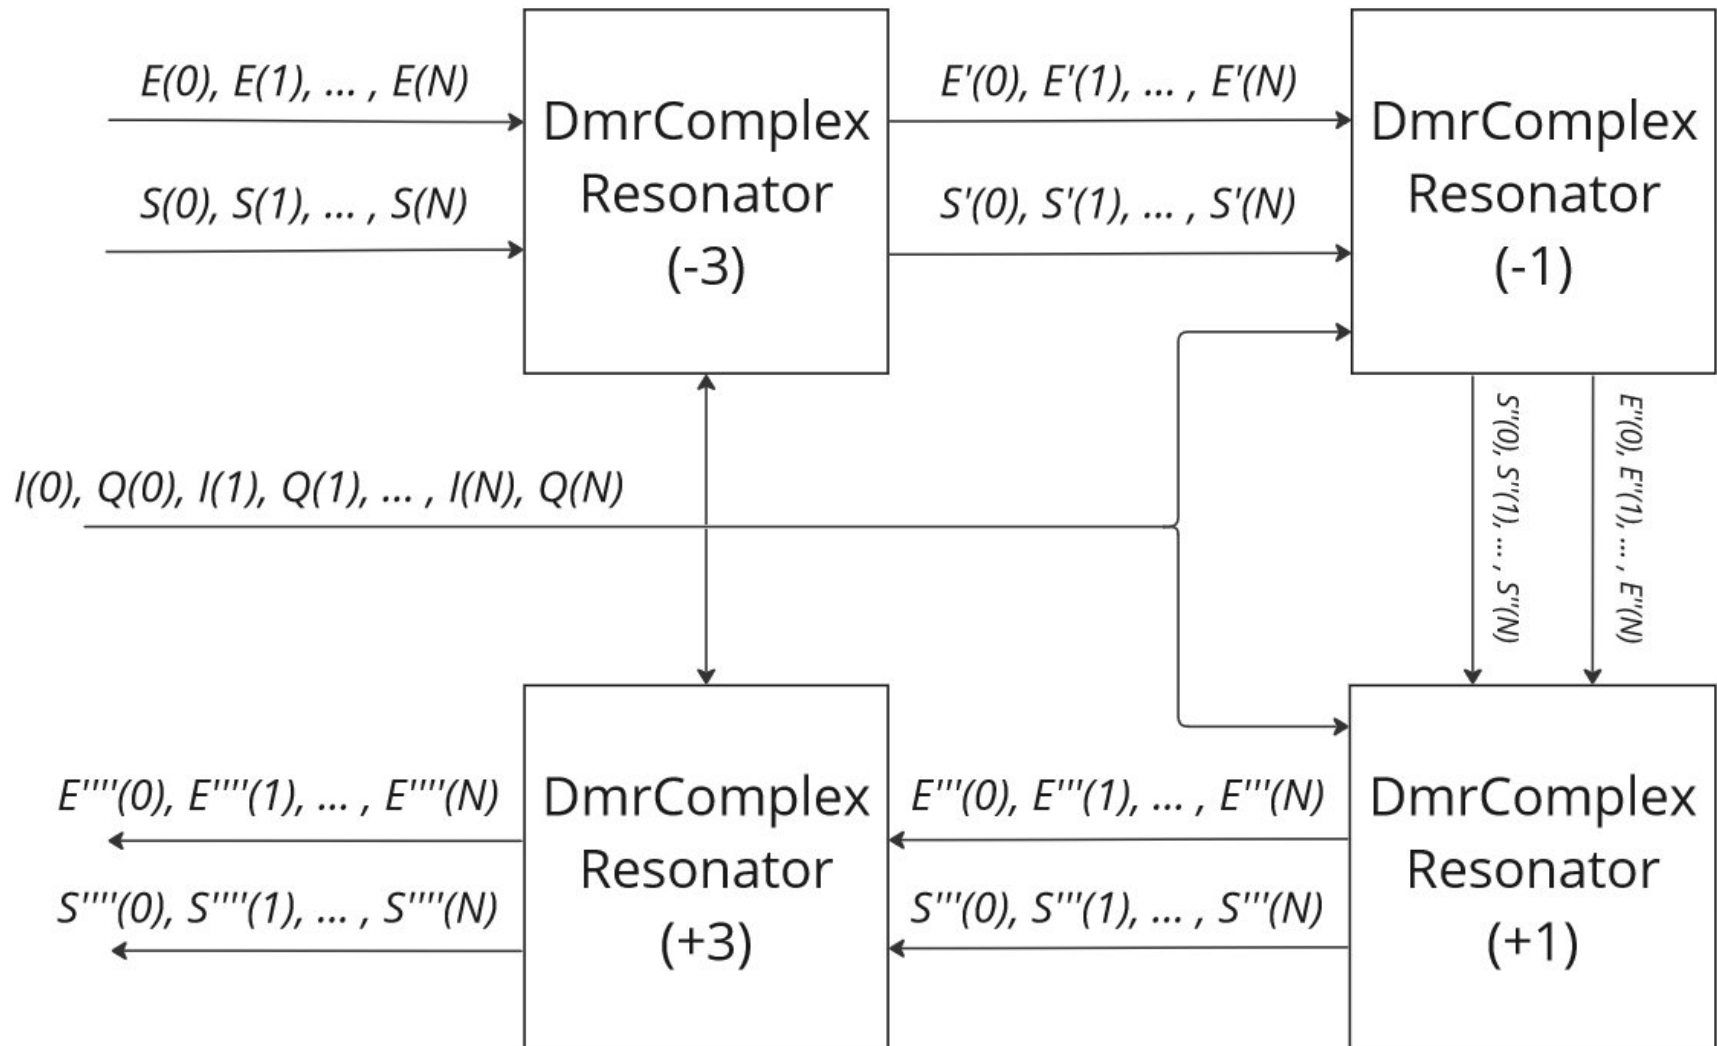 E(0), E(1), ... , E(N)
S(0), S(1), ... , S(N)
DmrComplex
Resonator
(-3)
E'(0), E'(1), ... , E'(N)
S'(0), S'(1), ... , S'(N)
DmrComplex
Resonator
(-1)
I(0), Q(0), I(1), Q(1), ... , I(N), Q(N)
S''(0), S''(1), ... , S''(N)
E''(0), E''(1), ... , E''(N)
DmrComplex
Resonator
(+1)
E'''(0), E'''(1), ... , E'''(N)
S'''(0), S'''(1), ... , S'''(N)
DmrComplex
Resonator
(+3)
E''''(0), E''''(1), ... , E''''(N)
S''''(0), S''''(1), ... , S''''(N)